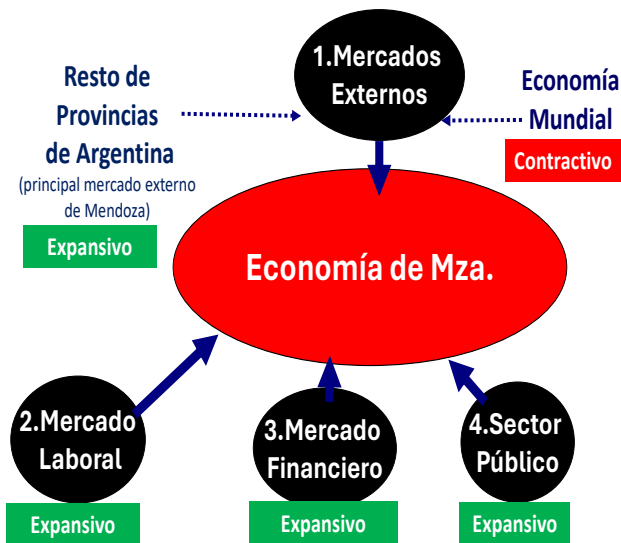 1.Mercados
Externos
Resto de
Provincias
de Argentina
(principal mercado externo
de Mendoza)
Expansivo
Economía
Mundial
Contractivo
Economía de Mza.
2.Mercado
Laboral
Expansivo
3.Mercado
Financiero
Expansivo
4.Sector
Público
Expansivo